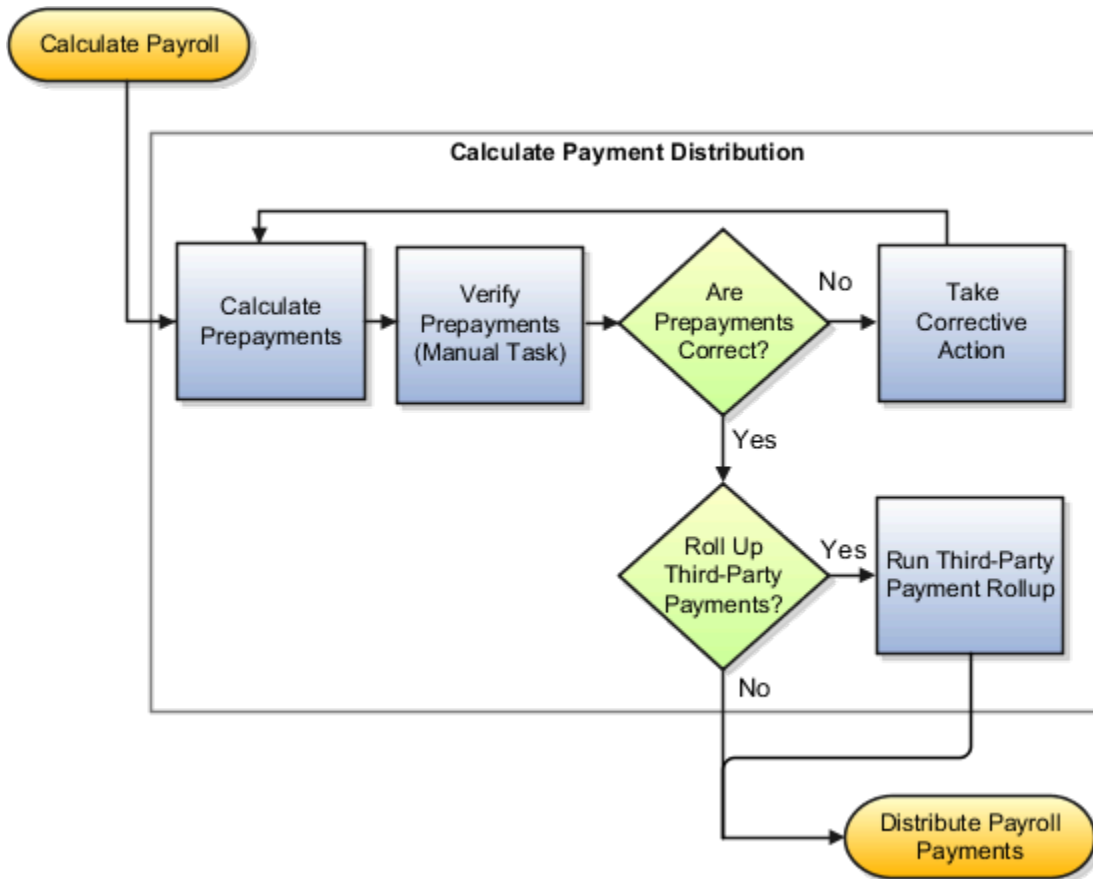 Calculate Payroll
Calculate Payment Distribution
Calculate
Prepayments
Verify
Prepayments
(Manual Task)
Are
Prepayments
Correct?
No
Take
Corrective
Action
Yes
Roll Up
Third-Party
Payments?
Yes
Run Third-Party
Payment Rollup
No
Distribute Payroll
Payments